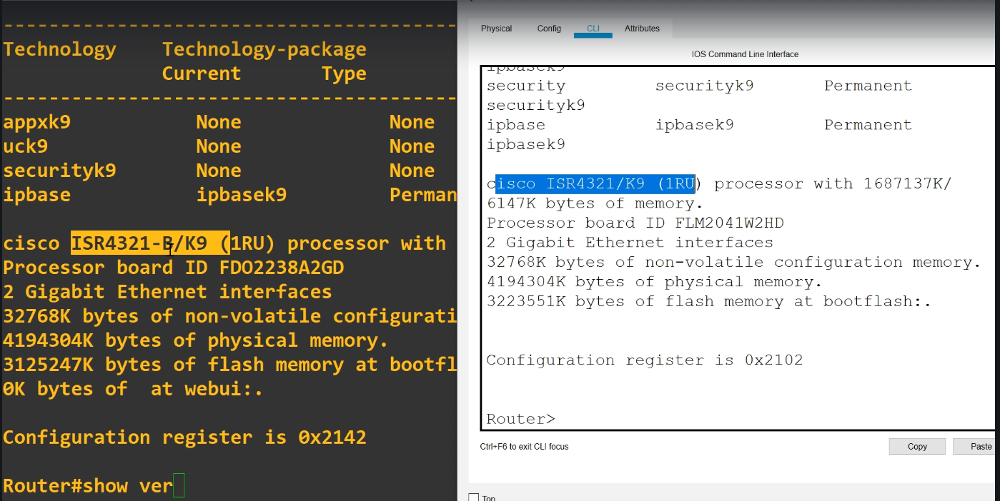 Technology Technology-package
Current Type
appxk9 None None
uck9 None None
securityk9 None None
ipbase ipbasek9 Perman
cisco ISR4321-B/K9 (1RU) processor with
Processor board ID FDO2238A2GD
2 Gigabit Ethernet interfaces
32768K bytes of non-volatile configurati
4194304K bytes of physical memory.
3125247K bytes of flash memory at bootfl
0K bytes of at webui:.
Configuration register is 0x2142
Router#show ver
Physical Config CLI Attributes
IOS Command Line Interface
ipbasek9
security securityk9 Permanent
securityk9
ipbase ipbasek9 Permanent
ipbasek9
cisco ISR4321/K9 (1RU) processor with 1687137K/
6147K bytes of memory.
Processor board ID FLM2041W2HD
2 Gigabit Ethernet interfaces
32768K bytes of non-volatile configuration memory.
4194304K bytes of physical memory.
3223551K bytes of flash memory at bootflash:.
Configuration register is 0x2102
Router>
Ctrl+F6 to exit CLI focus
Copy Paste
Top